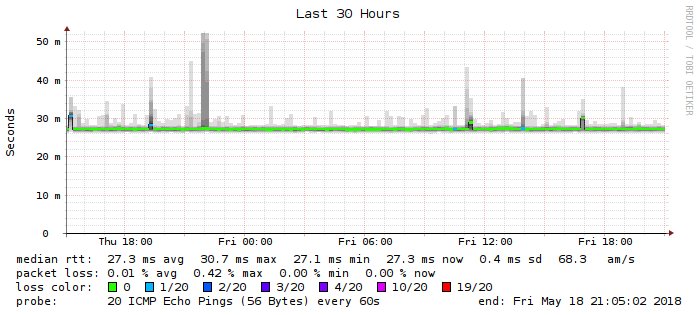 Last 30 Hours
RRDTOOL / TOBI OETIKER
Seconds
50 m
40 m
30 m
20 m
10 m
0
Thu 18:00 Fri 00:00 Fri 06:00 Fri 12:00 Fri 18:00
median rtt: 27.3 ms avg 30.7 ms max 27.1 ms min 27.3 ms now 0.4 ms sd 68.3 am/s
packet loss: 0.01 % avg 0.42 % max 0.00 % min 0.00 % now
loss color: 0 1/20 2/20 3/20 4/20 10/20 19/20
probe: 20 ICMP Echo Pings (56 Bytes) every 60s end: Fri May 18 21:05:02 2018